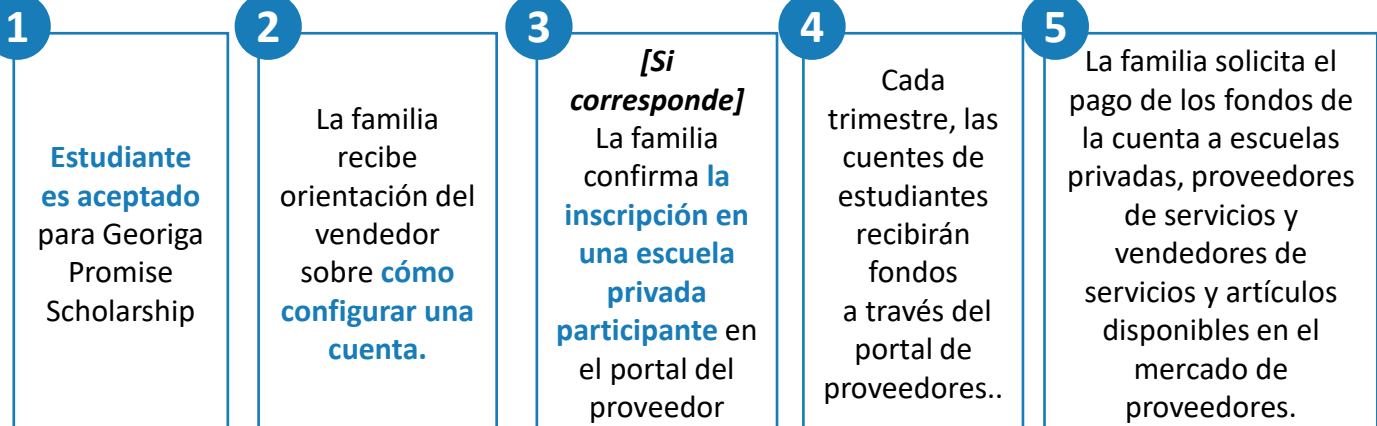 1
Estudiante
es aceptado
para Georiga
Promise
Scholarship
2
La familia
recibe
orientación del
vendedor
sobre cómo
configurar una
cuenta.
3
[Si
corresponde]
La familia
confirma la
inscripción en
una escuela
privada
participante en
el portal del
proveedor
4
Cada
trimestre, las
cuentes de
estudiantes
recibirán
fondos
a través del
portal de
proveedores..
5
La familia solicita el
pago de los fondos de
la cuenta a escuelas
privadas, proveedores
de servicios y
vendedores de
servicios y artículos
disponibles en el
mercado de
proveedores.